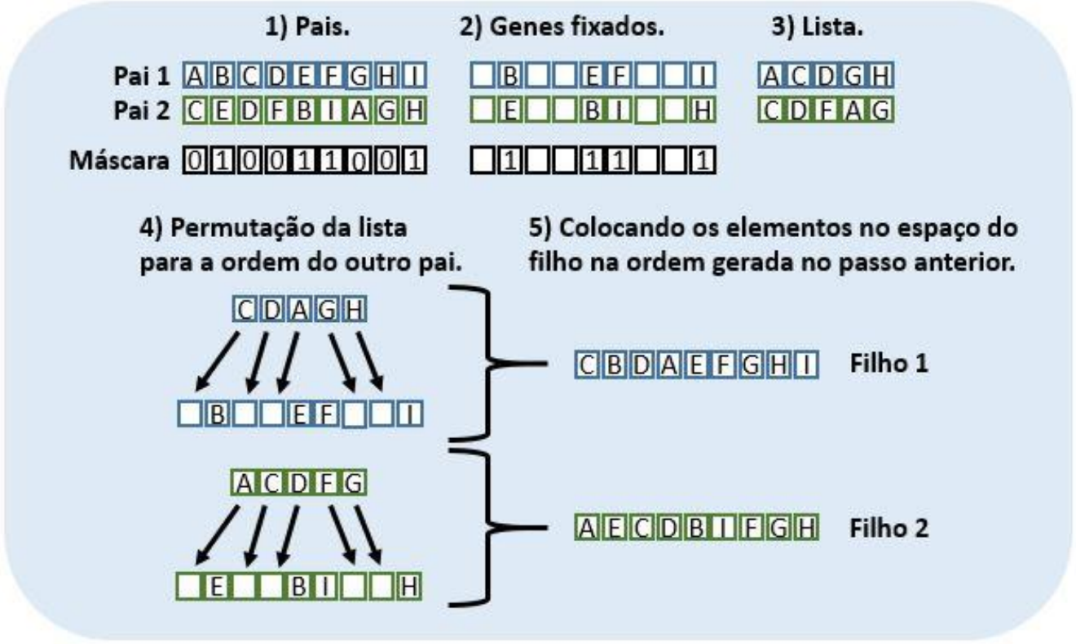 1) Pais.
2) Genes fixados.
3) Lista.
Pai 1 A B C D E F G H I
B E F I
A C D G H
Pai 2 C E D F B I A G H
E B I H
C D F A G
Máscara 0 1 0 0 1 1 0 0 1
1 1 1 1
4) Permutação da lista
para a ordem do outro pai.
5) Colocando os elementos no espaço do
filho na ordem gerada no passo anterior.
C D A G H
B E F I
C B D A E F G H I Filho 1
A C D F G
E B I H
A E C D B I F G H Filho 2